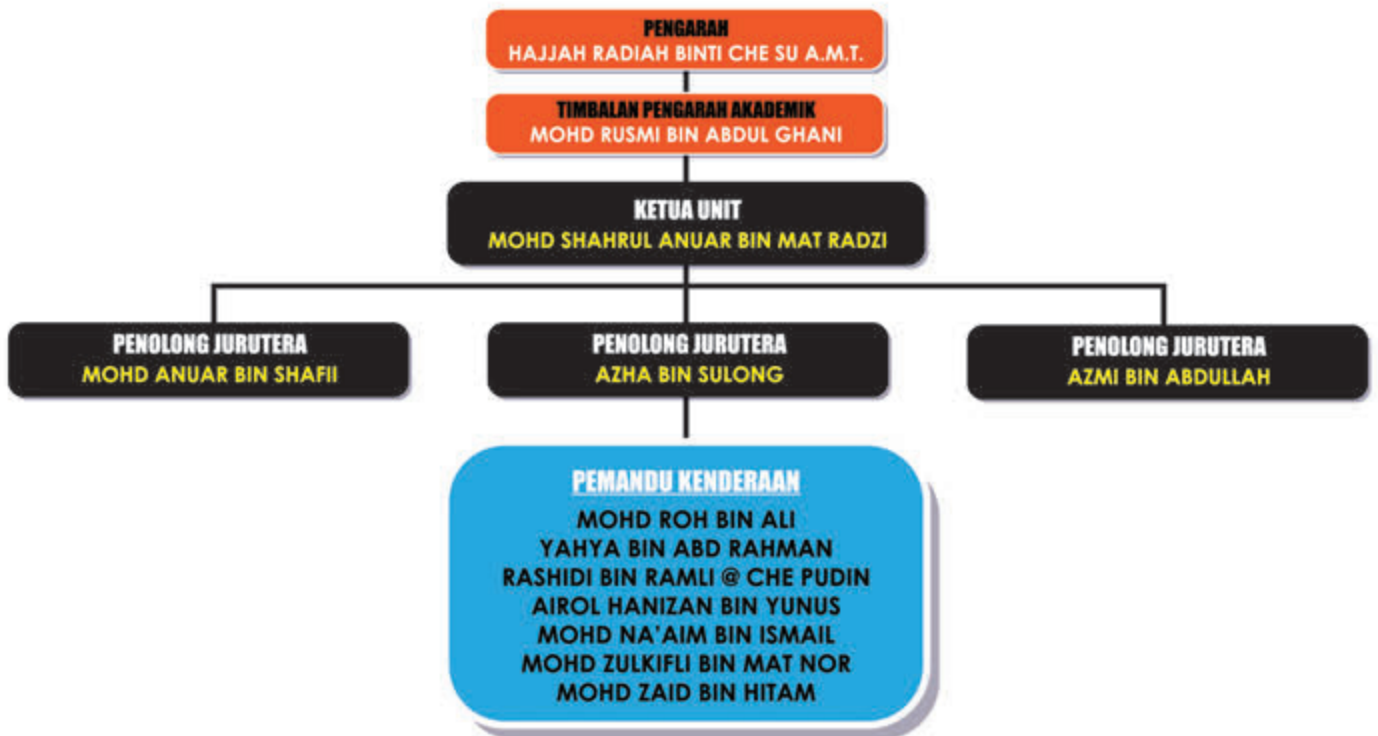 PENGARAH
HAJJAH RADIAH BINTI CHE SU A.M.T.
TIMBALAN PENGARAH AKADEMIK
MOHD RUSMI BIN ABDUL GHANI
KETUA UNIT
MOHD SHAHRUL ANUAR BIN MAT RADZI
PENOLONG JURUTERA
MOHD ANUAR BIN SHAFII
PENOLONG JURUTERA
AZHA BIN SULONG
PENOLONG JURUTERA
AZMI BIN ABDULLAH
PEMANDU KENDERAAN
MOHD ROH BIN ALI
YAHYA BIN ABD RAHMAN
RASHIDI BIN RAMLI @ CHE PUDIN
AIROL HANIZAN BIN YUNUS
MOHD NA'AIM BIN ISMAIL
MOHD ZULKIFLI BIN MAT NOR
MOHD ZAID BIN HITAM